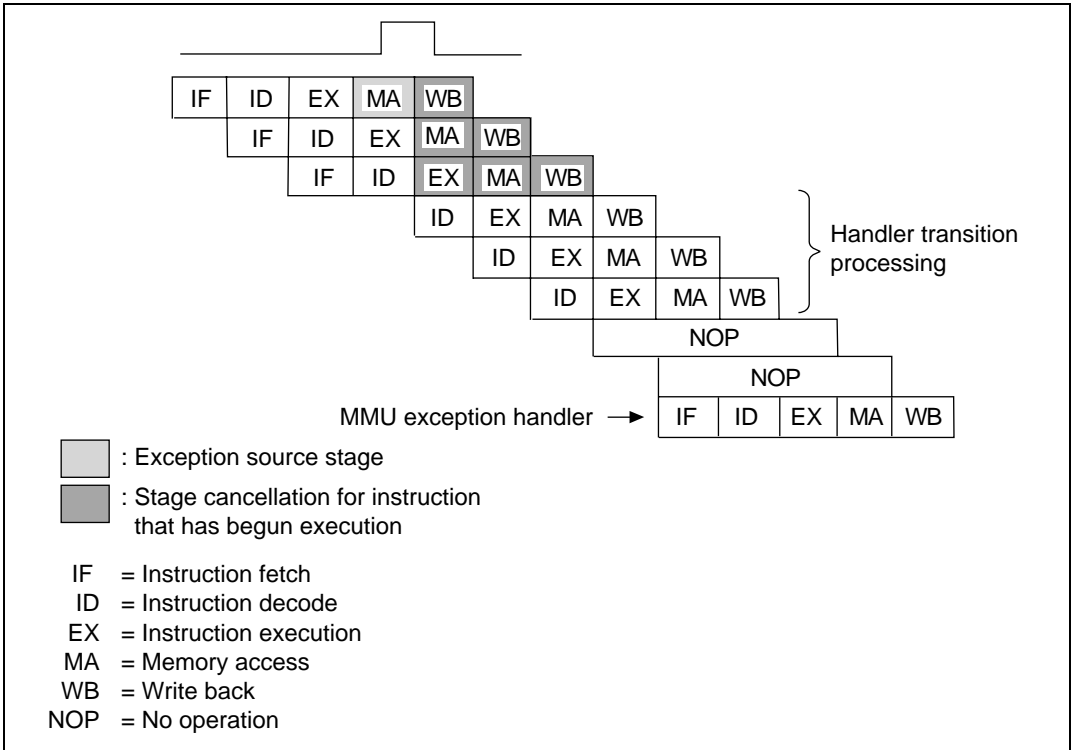 IF ID EX MA WB
IF ID EX MA WB
IF ID EX MA WB
ID EX MA WB
ID EX MA WB
ID EX MA WB
Handler transition
processing
NOP
NOP
MMU exception handler
IF ID EX MA WB
: Exception source stage
: Stage cancellation for instruction
that has begun execution
IF = Instruction fetch
ID = Instruction decode
EX = Instruction execution
MA = Memory access
WB = Write back
NOP = No operation